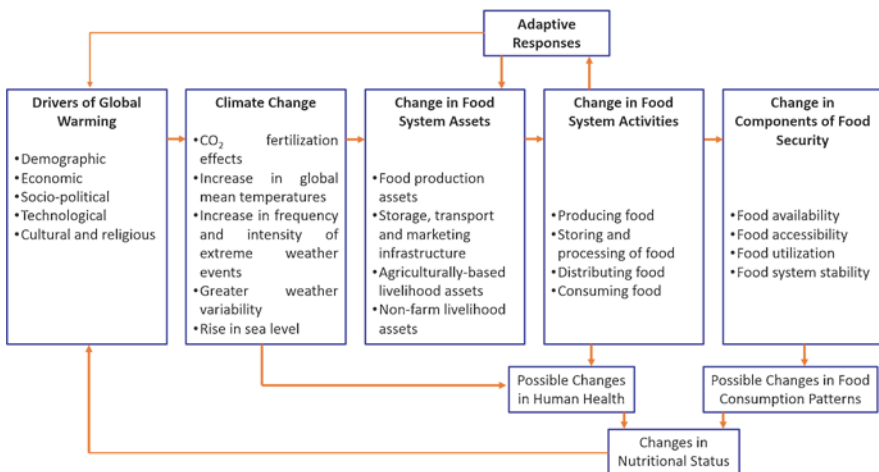 Adaptive
Responses
Drivers of Global
Warming
•Demographic
•Economic
•Socio-political
•Technological
•Cultural and religious
Climate Change
•CO₂ fertilization
effects
•Increase in global
mean temperatures
•Increase in frequency
and intensity of
extreme weather
events
•Greater weather
variability
•Rise in sea level
Change in Food
System Assets
•Food production
assets
•Storage, transport
and marketing
infrastructure
•Agriculturally-based
livelihood assets
•Non-farm livelihood
assets
Change in Food
System Activities
•Producing food
•Storing and
processing of food
•Distributing food
•Consuming food
Change in
Components of Food
Security
•Food availability
•Food accessibility
•Food utilization
•Food system stability
Possible Changes
in Human Health
Possible Changes in Food
Consumption Patterns
Changes in
Nutritional Status